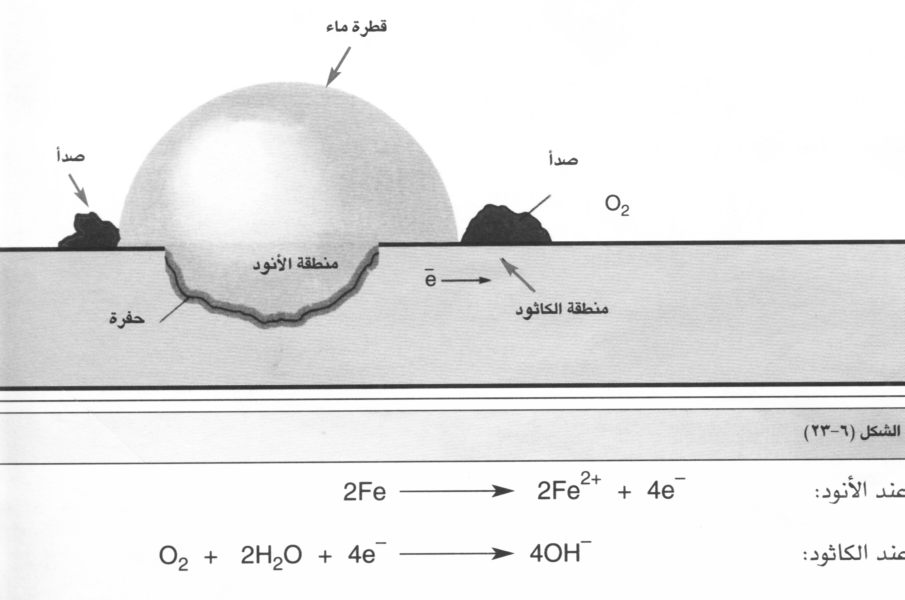 قطرة ماء
صدأ
صدأ
O₂
منطقة الأنود
e̅ ⟶
حفرة
منطقة الكاثود
الشكل (٦-٢٣)
عند الأنود: 2Fe ⟶ 2Fe²⁺ + 4e⁻
عند الكاثود: O₂ + 2H₂O + 4e⁻ ⟶ 4OH⁻